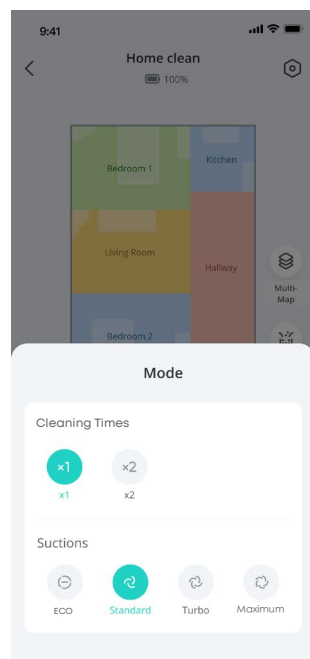 9:41
Home clean
100%
Bedroom 1
Kitchen
Living Room
Hallway
Multi-
Map
Bedroom 2
Mode
Cleaning Times
×1 ×2
x1 x2
Suctions
ECO Standard Turbo Maximum